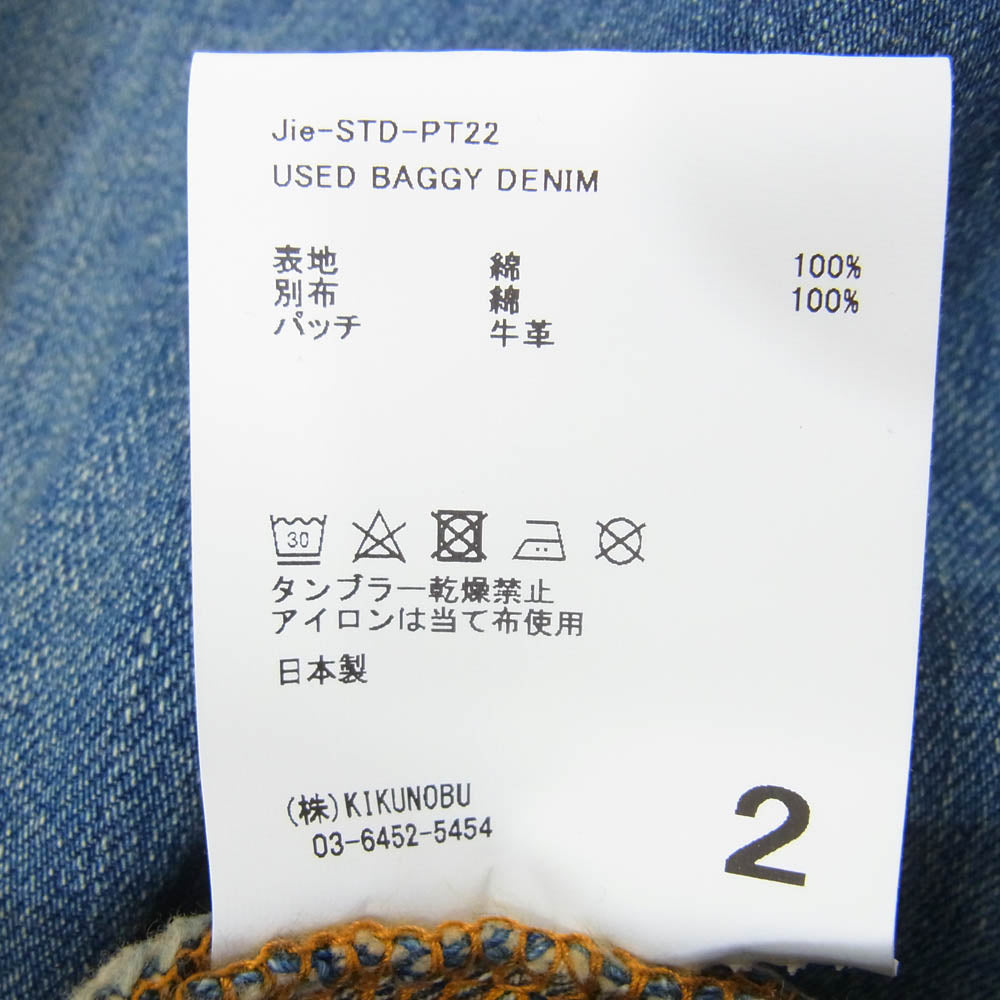 Jie-STD-PT22
USED BAGGY DENIM
表地 綿 100%
別布 綿 100%
パッチ 牛革
30
タンブラー乾燥禁止
アイロンは当て布使用
日本製
(株)KIKUNOBU
03-6452-5454
2